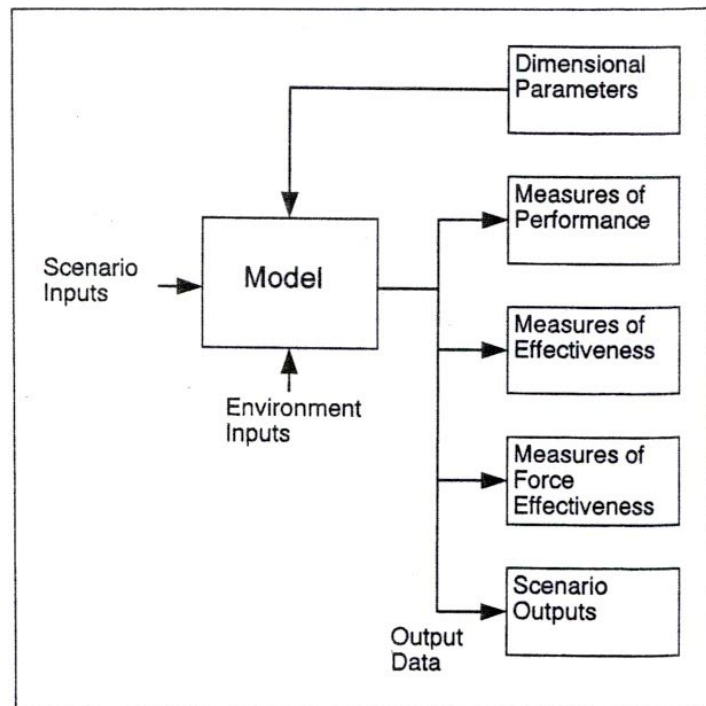 Dimensional
Parameters
Measures of
Performance
Scenario
Inputs
Model
Measures of
Effectiveness
Environment
Inputs
Measures of
Force
Effectiveness
Scenario
Outputs
Output
Data